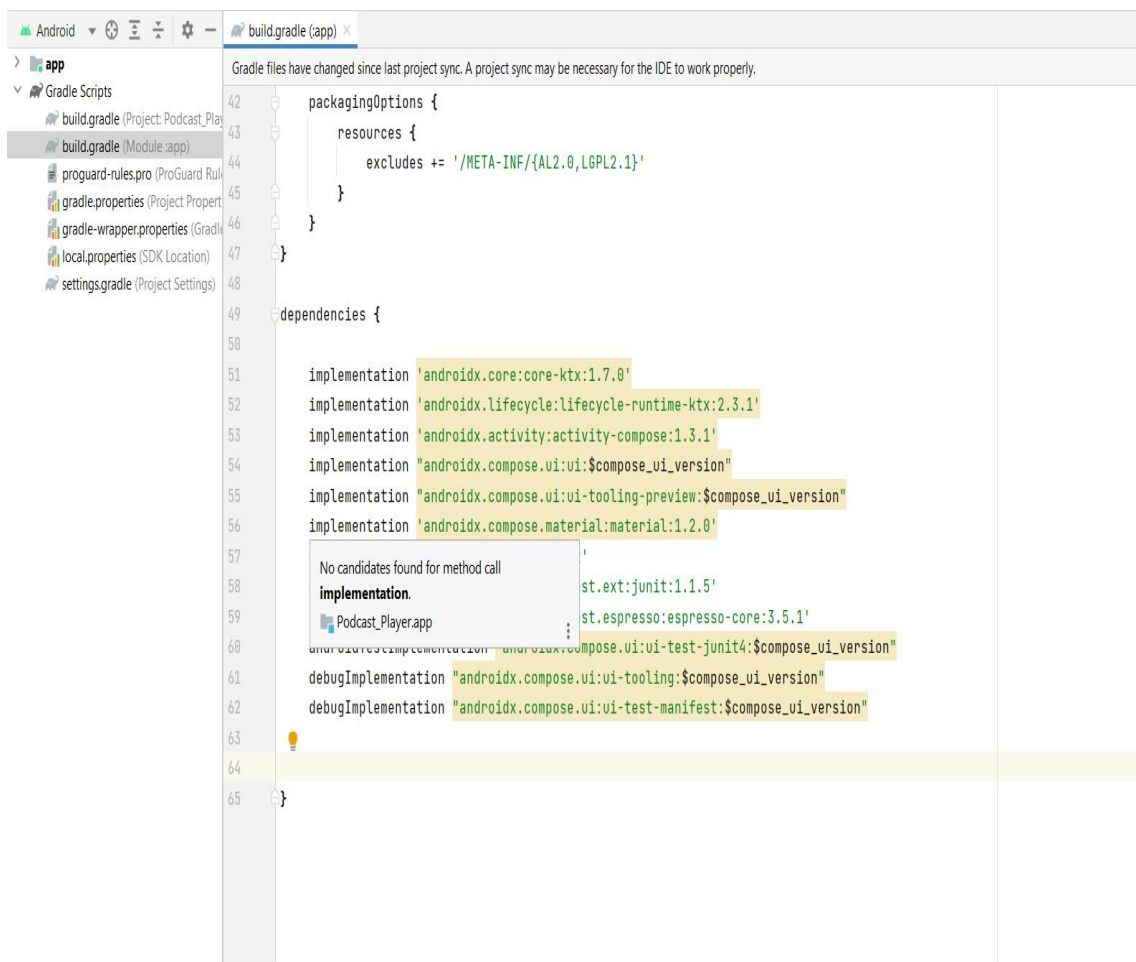 Android
build.gradle (:app)
app
Gradle Scripts
build.gradle (Project: Podcast_Play
build.gradle (Module :app)
proguard-rules.pro (ProGuard Rul
gradle.properties (Project Propert
gradle-wrapper.properties (Gradle
local.properties (SDK Location)
settings.gradle (Project Settings)
Gradle files have changed since last project sync. A project sync may be necessary for the IDE to work properly.
42 packagingOptions {
43 resources {
44 excludes += '/META-INF/{AL2.0,LGPL2.1}'
45 }
46 }
47 }
48
49 dependencies {
50
51 implementation 'androidx.core:core-ktx:1.7.0'
52 implementation 'androidx.lifecycle:lifecycle-runtime-ktx:2.3.1'
53 implementation 'androidx.activity:activity-compose:1.3.1'
54 implementation "androidx.compose.ui:ui:$compose_ui_version"
55 implementation "androidx.compose.ui:ui-tooling-preview:$compose_ui_version"
56 implementation 'androidx.compose.material:material:1.2.0'
57 '
58 st.ext:junit:1.1.5'
59 st.espresso:espresso-core:3.5.1'
No candidates found for method call
implementation.
Podcast_Player.app
60 androidTestImplementation "androidx.compose.ui:ui-test-junit4:$compose_ui_version"
61 debugImplementation "androidx.compose.ui:ui-tooling:$compose_ui_version"
62 debugImplementation "androidx.compose.ui:ui-test-manifest:$compose_ui_version"
63
64
65 }